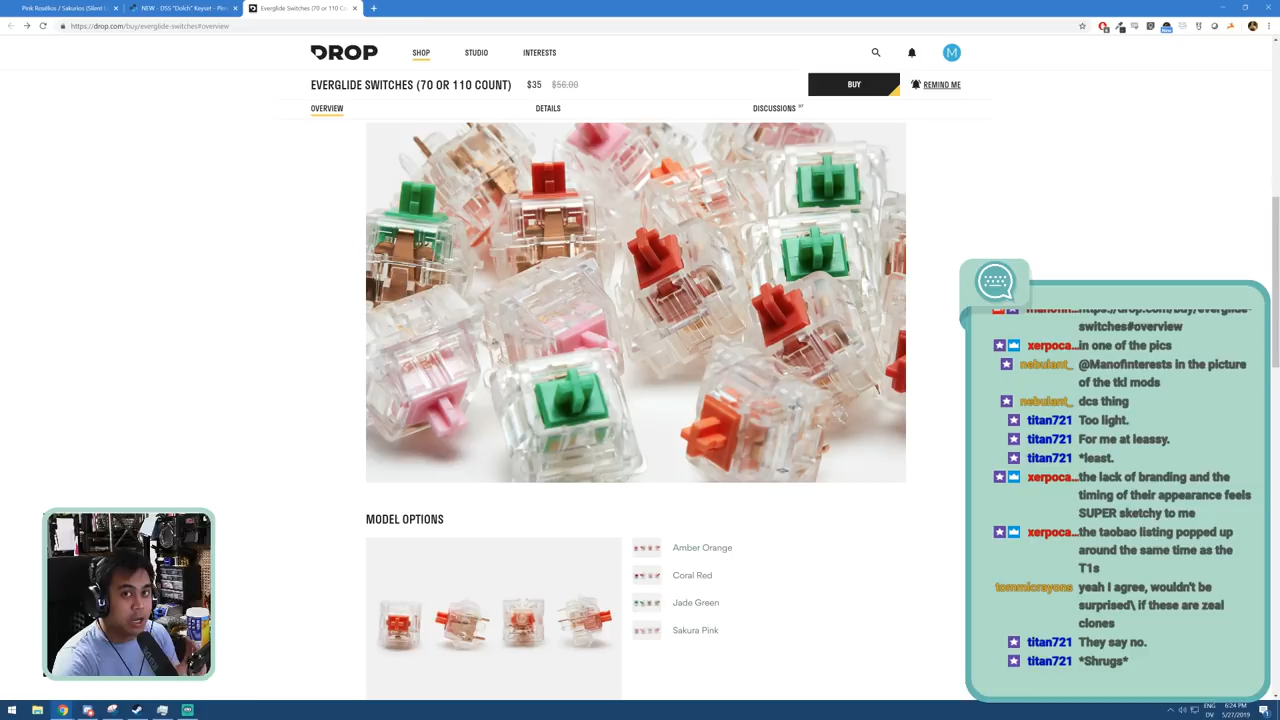 Pink Rosélios / Sakurios (Silent L
NEW - DSS "Dolch" Keyset - Pim
Everglide Switches (70 or 110 Co
https://drop.com/buy/everglide-switches#overview
DROP
SHOP
STUDIO
INTERESTS
M
EVERGLIDE SWITCHES (70 OR 110 COUNT)
$35
$56.00
BUY
REMIND ME
OVERVIEW
DETAILS
DISCUSSIONS
MODEL OPTIONS
Amber Orange
Coral Red
Jade Green
Sakura Pink
manofin... https://drop.com/buy/everglide-
switches#overview
xerpoca... in one of the pics
nebulant_ @Manofinterests in the picture
of the tkl mods
nebulant_ dcs thing
titan721 Too light.
titan721 For me at leassy.
titan721 *least.
xerpoca... the lack of branding and the
timing of their appearance feels
SUPER sketchy to me
xerpoca... the taobao listing popped up
around the same time as the
T1s
tommicrayons yeah I agree, wouldn't be
surprised\ if these are zeal
clones
titan721 They say no.
titan721 *Shrugs*
ENG
DV
6:24 PM
5/27/2019